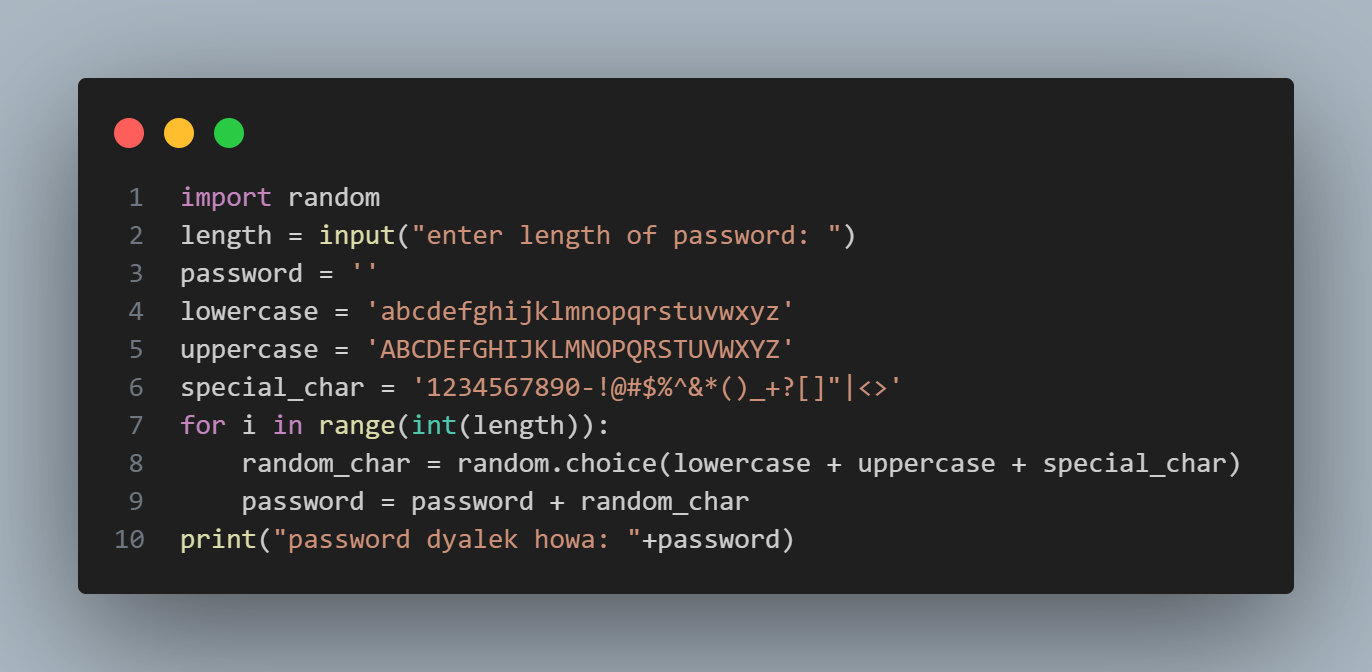 1 import random
2 length = input("enter length of password: ")
3 password = ''
4 lowercase = 'abcdefghijklmnopqrstuvwxyz'
5 uppercase = 'ABCDEFGHIJKLMNOPQRSTUVWXYZ'
6 special_char = '1234567890-!@#$%^&*()_+?[]"|<>'
7 for i in range(int(length)):
8     random_char = random.choice(lowercase + uppercase + special_char)
9     password = password + random_char
10 print("password dyalek howa: "+password)